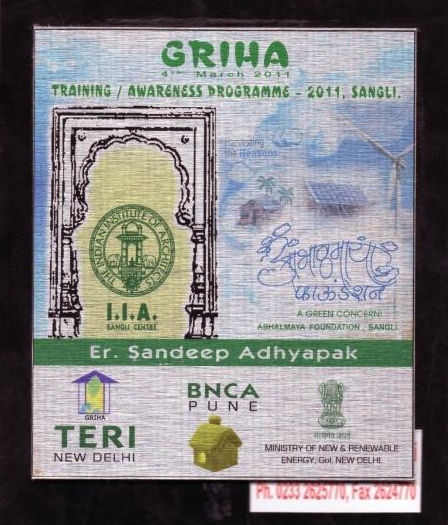 GRIHA
4th March 2011
TRAINING / AWARENESS PROGRAMME - 2011, SANGLI.
Harvesting
the Heavens
THE INDIAN INSTITUTE OF ARCHITECTS
I.I.A.
SANGLI CENTRE
फाऊंडेशन
A GREEN CONCERN!
ABHALMAYA FOUNDATION, SANGLI
Er. Sandeep Adhyapak
GRIHA
TERI
NEW DELHI
BNCA
PUNE
सत्यमेव जयते
MINISTRY OF NEW & RENEWABLE
ENERGY, GoI, NEW DELHI.
Ph. 0233 2625770, Fax 2624770